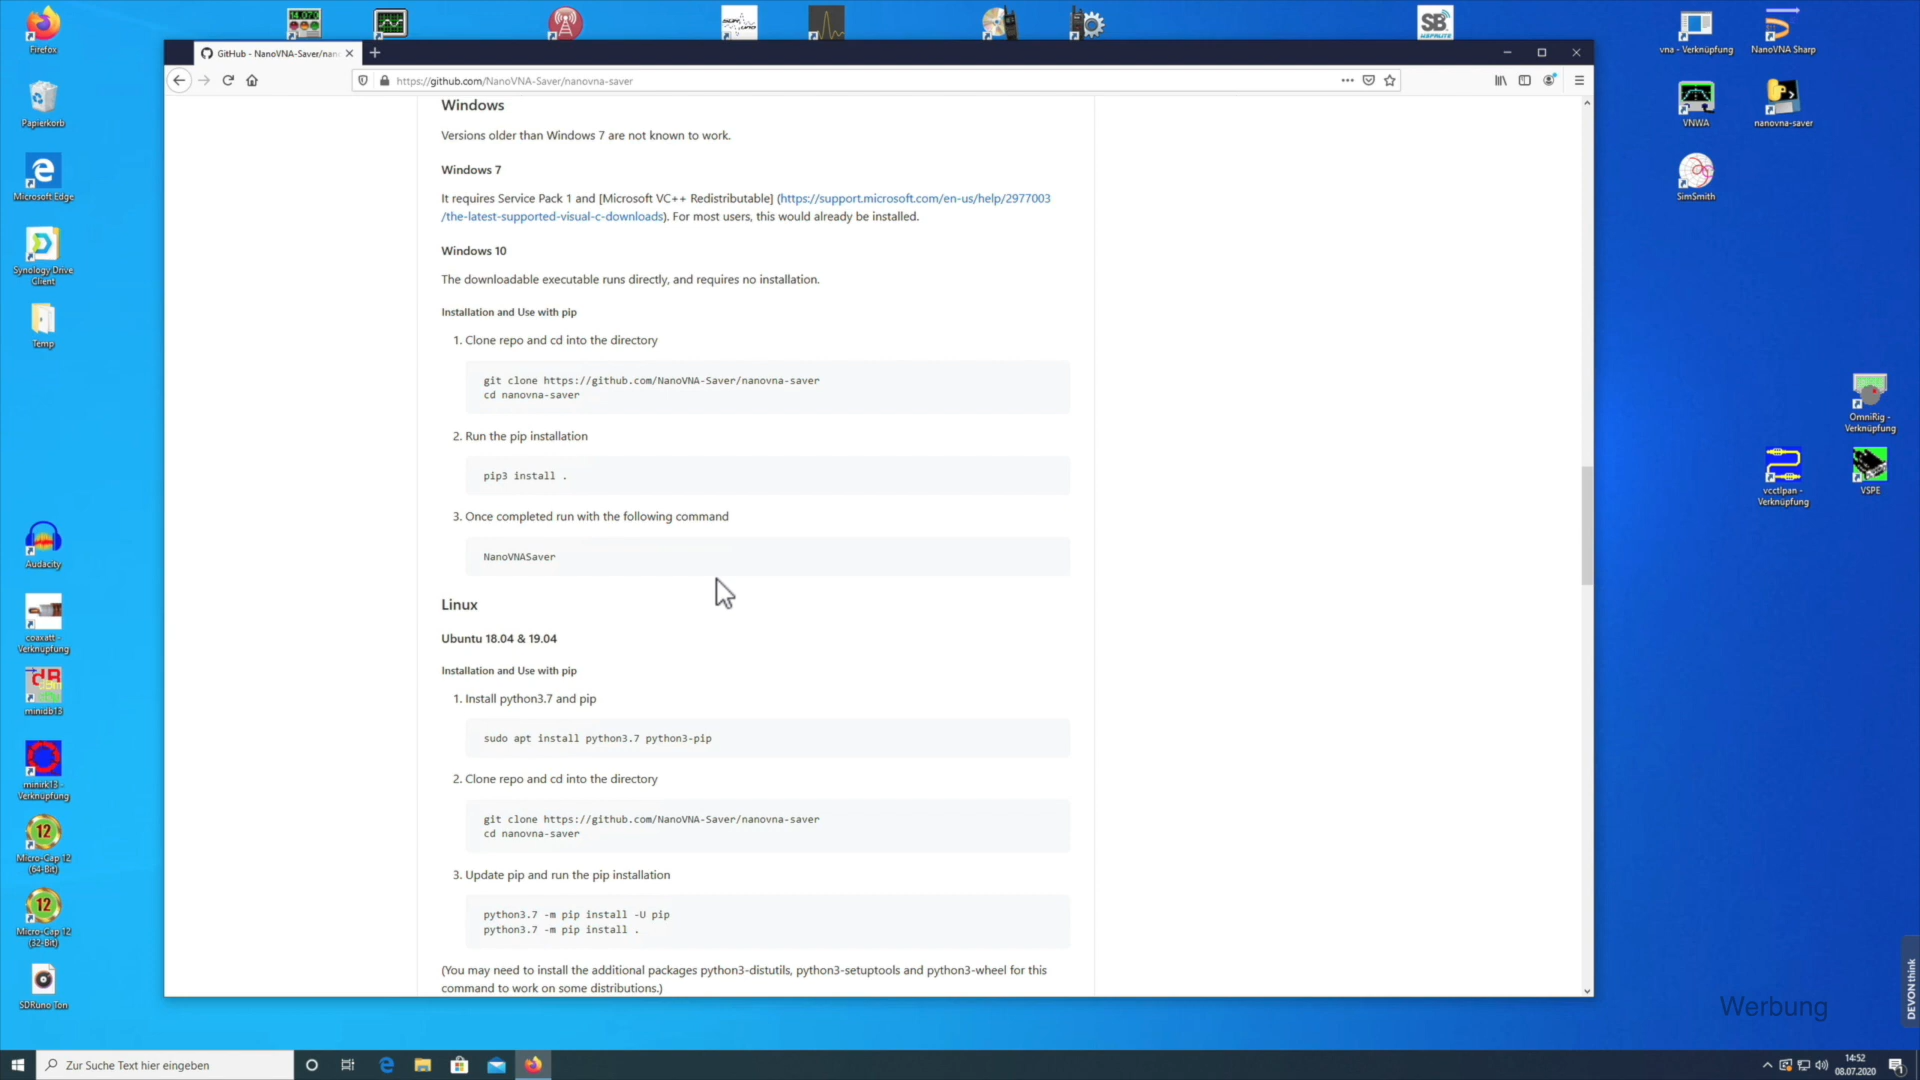 Firefox
Papierkorb
Microsoft Edge
Synology Drive
Client
Temp
Audacity
coaxatt -
Verknüpfung
minidb13
minirk13 -
Verknüpfung
Micro-Cap 12
(64-Bit)
Micro-Cap 12
(32-Bit)
SDRuno Ton
14.070
SB
vna - Verknüpfung
NanoVNA Sharp
VNWA
nanovna-saver
SimSmith
OmniRig -
Verknüpfung
vcctlpan -
Verknüpfung
VSPE
GitHub - NanoVNA-Saver/nan
https://github.com/NanoVNA-Saver/nanovna-saver
Windows
Versions older than Windows 7 are not known to work.
Windows 7
It requires Service Pack 1 and [Microsoft VC++ Redistributable] (https://support.microsoft.com/en-us/help/2977003
/the-latest-supported-visual-c-downloads). For most users, this would already be installed.
Windows 10
The downloadable executable runs directly, and requires no installation.
Installation and Use with pip
1. Clone repo and cd into the directory
git clone https://github.com/NanoVNA-Saver/nanovna-saver
cd nanovna-saver
2. Run the pip installation
pip3 install .
3. Once completed run with the following command
NanoVNASaver
Linux
Ubuntu 18.04 & 19.04
Installation and Use with pip
1. Install python3.7 and pip
sudo apt install python3.7 python3-pip
2. Clone repo and cd into the directory
git clone https://github.com/NanoVNA-Saver/nanovna-saver
cd nanovna-saver
3. Update pip and run the pip installation
python3.7 -m pip install -U pip
python3.7 -m pip install .
(You may need to install the additional packages python3-distutils, python3-setuptools and python3-wheel for this
command to work on some distributions.)
DEVONthink
Werbung
Zur Suche Text hier eingeben
14:52
08.07.2020